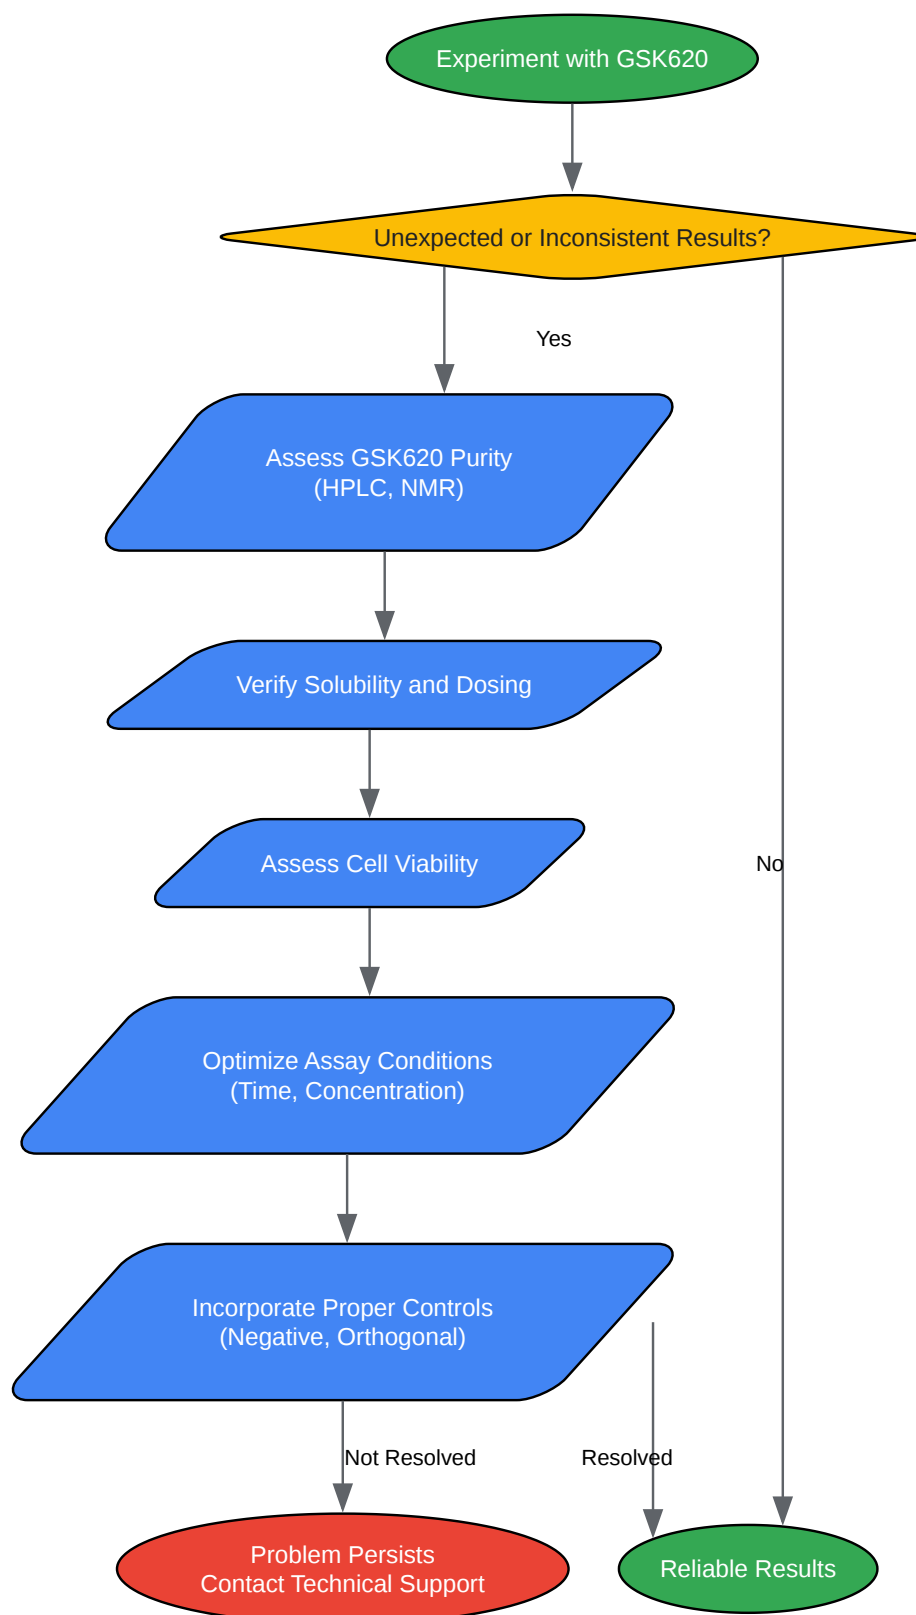 Experiment with GSK620
Unexpected or Inconsistent Results?
Yes
Assess GSK620 Purity
(HPLC, NMR)
Verify Solubility and Dosing
Assess Cell Viability
No
Optimize Assay Conditions
(Time, Concentration)
Incorporate Proper Controls
(Negative, Orthogonal)
Not Resolved
Resolved
Problem Persists
Contact Technical Support
Reliable Results